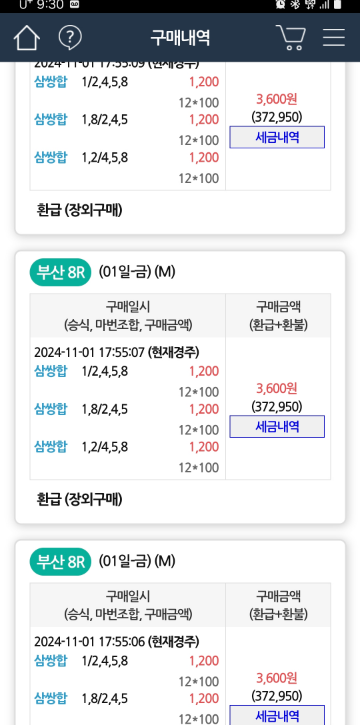 U+ 9:30
구매내역
2024-11-01 17:55:09 (현재경주)
삼쌍합 1/2,4,5,8 1,200
12*100
삼쌍합 1,8/2,4,5 1,200
12*100
삼쌍합 1,2/4,5,8 1,200
12*100
3,600원
(372,950)
세금내역
환급 (장외구매)
부산 8R (01일-금) (M)
구매일시
(승식, 마번조합, 구매금액)
구매금액
(환급+환불)
2024-11-01 17:55:07 (현재경주)
삼쌍합 1/2,4,5,8 1,200
12*100
삼쌍합 1,8/2,4,5 1,200
12*100
삼쌍합 1,2/4,5,8 1,200
12*100
3,600원
(372,950)
세금내역
환급 (장외구매)
부산 8R (01일-금) (M)
구매일시
(승식, 마번조합, 구매금액)
구매금액
(환급+환불)
2024-11-01 17:55:06 (현재경주)
삼쌍합 1/2,4,5,8 1,200
12*100
삼쌍합 1,8/2,4,5 1,200
12*100
3,600원
(372,950)
세금내역